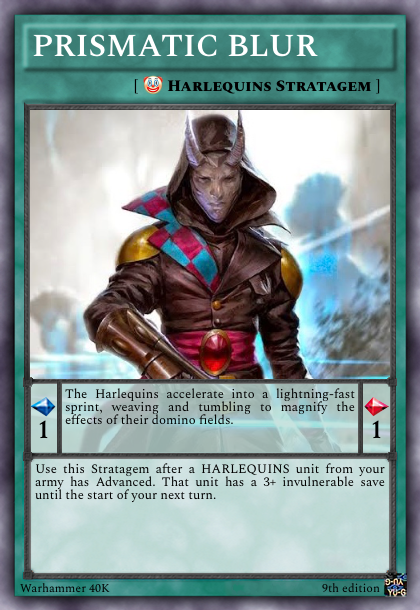 PRISMATIC BLUR
[ 🤡 HARLEQUINS STRATAGEM ]
The Harlequins accelerate into a lightning-fast
sprint, weaving and tumbling to magnify the
effects of their domino fields.
1
1
Use this Stratagem after a HARLEQUINS unit from your
army has Advanced. That unit has a 3+ invulnerable save
until the start of your next turn.
Warhammer 40K
9th edition